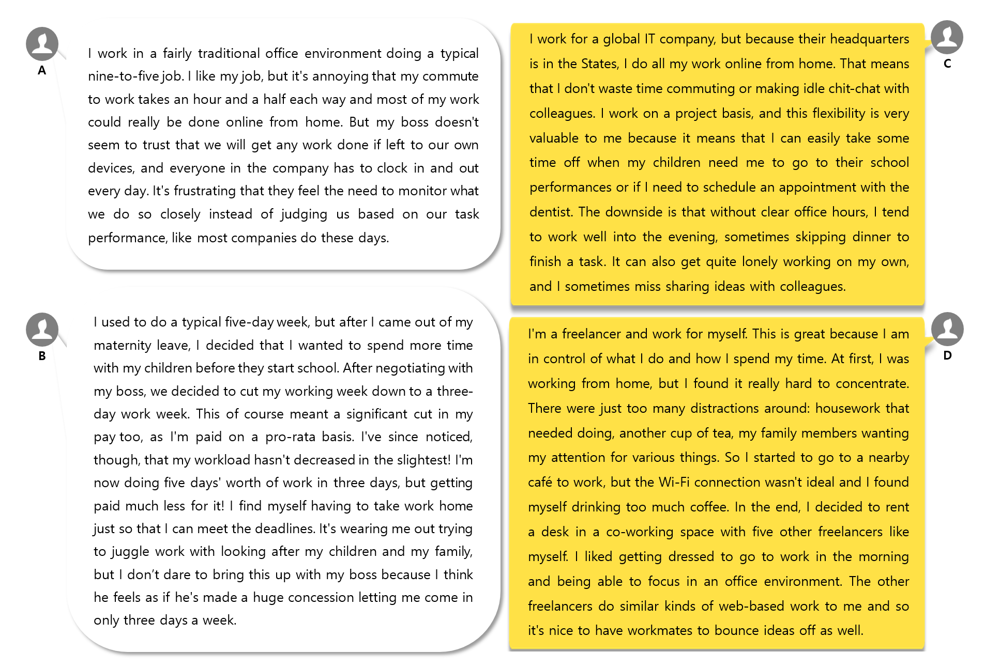 A
I work in a fairly traditional office environment doing a typical
nine-to-five job. I like my job, but it's annoying that my commute
to work takes an hour and a half each way and most of my work
could really be done online from home. But my boss doesn't
seem to trust that we will get any work done if left to our own
devices, and everyone in the company has to clock in and out
every day. It's frustrating that they feel the need to monitor what
we do so closely instead of judging us based on our task
performance, like most companies do these days.
B
I used to do a typical five-day week, but after I came out of my
maternity leave, I decided that I wanted to spend more time
with my children before they start school. After negotiating with
my boss, we decided to cut my working week down to a three-
day work week. This of course meant a significant cut in my
pay too, as I'm paid on a pro-rata basis. I've since noticed,
though, that my workload hasn't decreased in the slightest! I'm
now doing five days' worth of work in three days, but getting
paid much less for it! I find myself having to take work home
just so that I can meet the deadlines. It's wearing me out trying
to juggle work with looking after my children and my family,
but I don’t dare to bring this up with my boss because I think
he feels as if he's made a huge concession letting me come in
only three days a week.
C
I work for a global IT company, but because their headquarters
is in the States, I do all my work online from home. That means
that I don't waste time commuting or making idle chit-chat with
colleagues. I work on a project basis, and this flexibility is very
valuable to me because it means that I can easily take some
time off when my children need me to go to their school
performances or if I need to schedule an appointment with the
dentist. The downside is that without clear office hours, I tend
to work well into the evening, sometimes skipping dinner to
finish a task. It can also get quite lonely working on my own,
and I sometimes miss sharing ideas with colleagues.
D
I'm a freelancer and work for myself. This is great because I am
in control of what I do and how I spend my time. At first, I was
working from home, but I found it really hard to concentrate.
There were just too many distractions around: housework that
needed doing, another cup of tea, my family members wanting
my attention for various things. So I started to go to a nearby
café to work, but the Wi-Fi connection wasn't ideal and I found
myself drinking too much coffee. In the end, I decided to rent
a desk in a co-working space with five other freelancers like
myself. I liked getting dressed to go to work in the morning
and being able to focus in an office environment. The other
freelancers do similar kinds of web-based work to me and so
it's nice to have workmates to bounce ideas off as well.